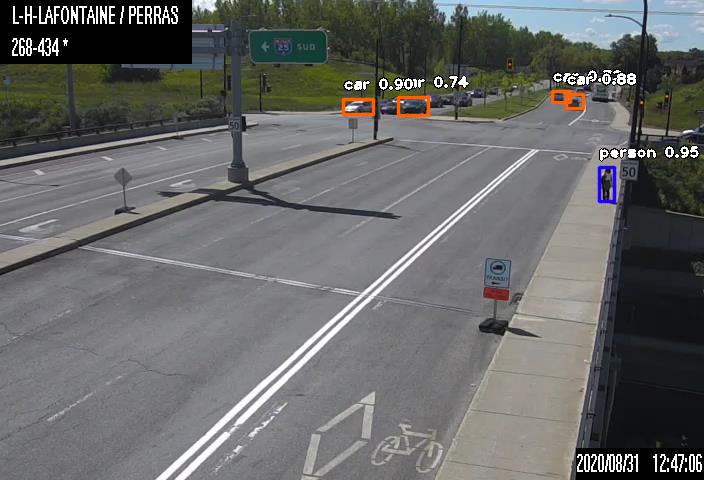 L-H-LAFONTAINE / PERRAS
268-434 *
25 SUD
car 0.90
r 0.74
car 0.88
person 0.95
50
50
TRANSIT
2020/08/31 12:47:06